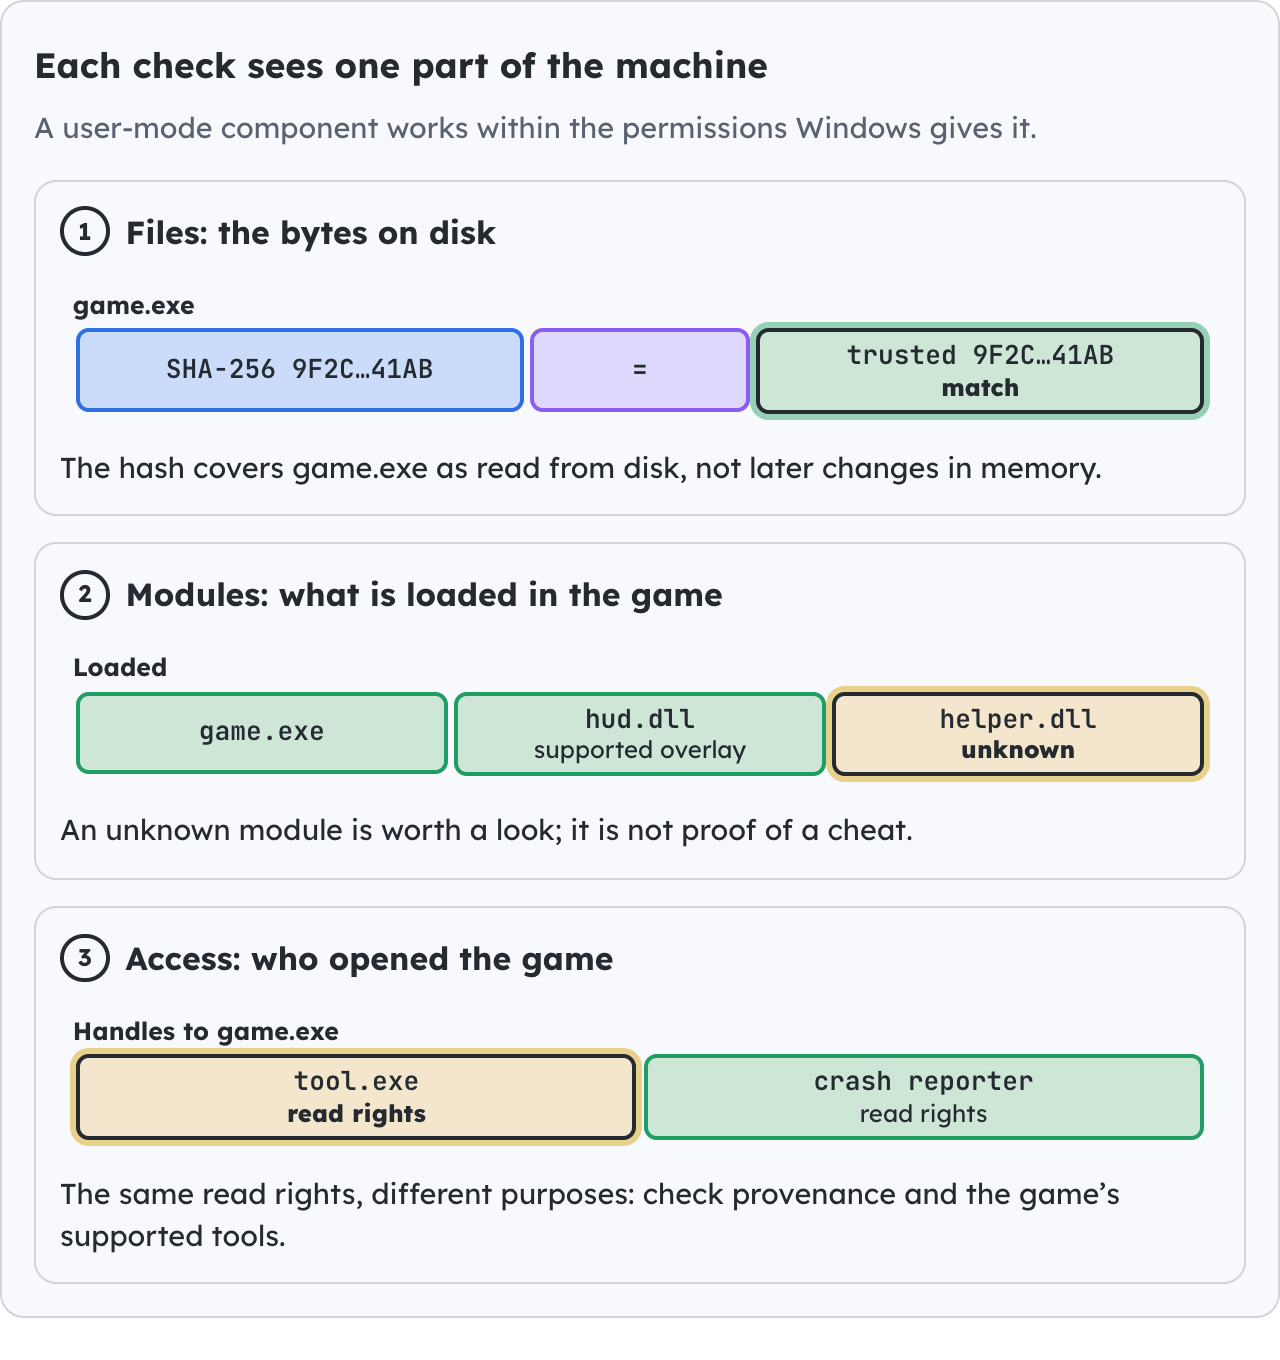 Each check sees one part of the machine
A user-mode component works within the permissions Windows gives it.
1 Files: the bytes on disk
game.exe
SHA-256 9F2C…41AB
=
trusted 9F2C…41AB
match
The hash covers game.exe as read from disk, not later changes in memory.
2 Modules: what is loaded in the game
Loaded
game.exe
hud.dll
supported overlay
helper.dll
unknown
An unknown module is worth a look; it is not proof of a cheat.
3 Access: who opened the game
Handles to game.exe
tool.exe
read rights
crash reporter
read rights
The same read rights, different purposes: check provenance and the game’s
supported tools.